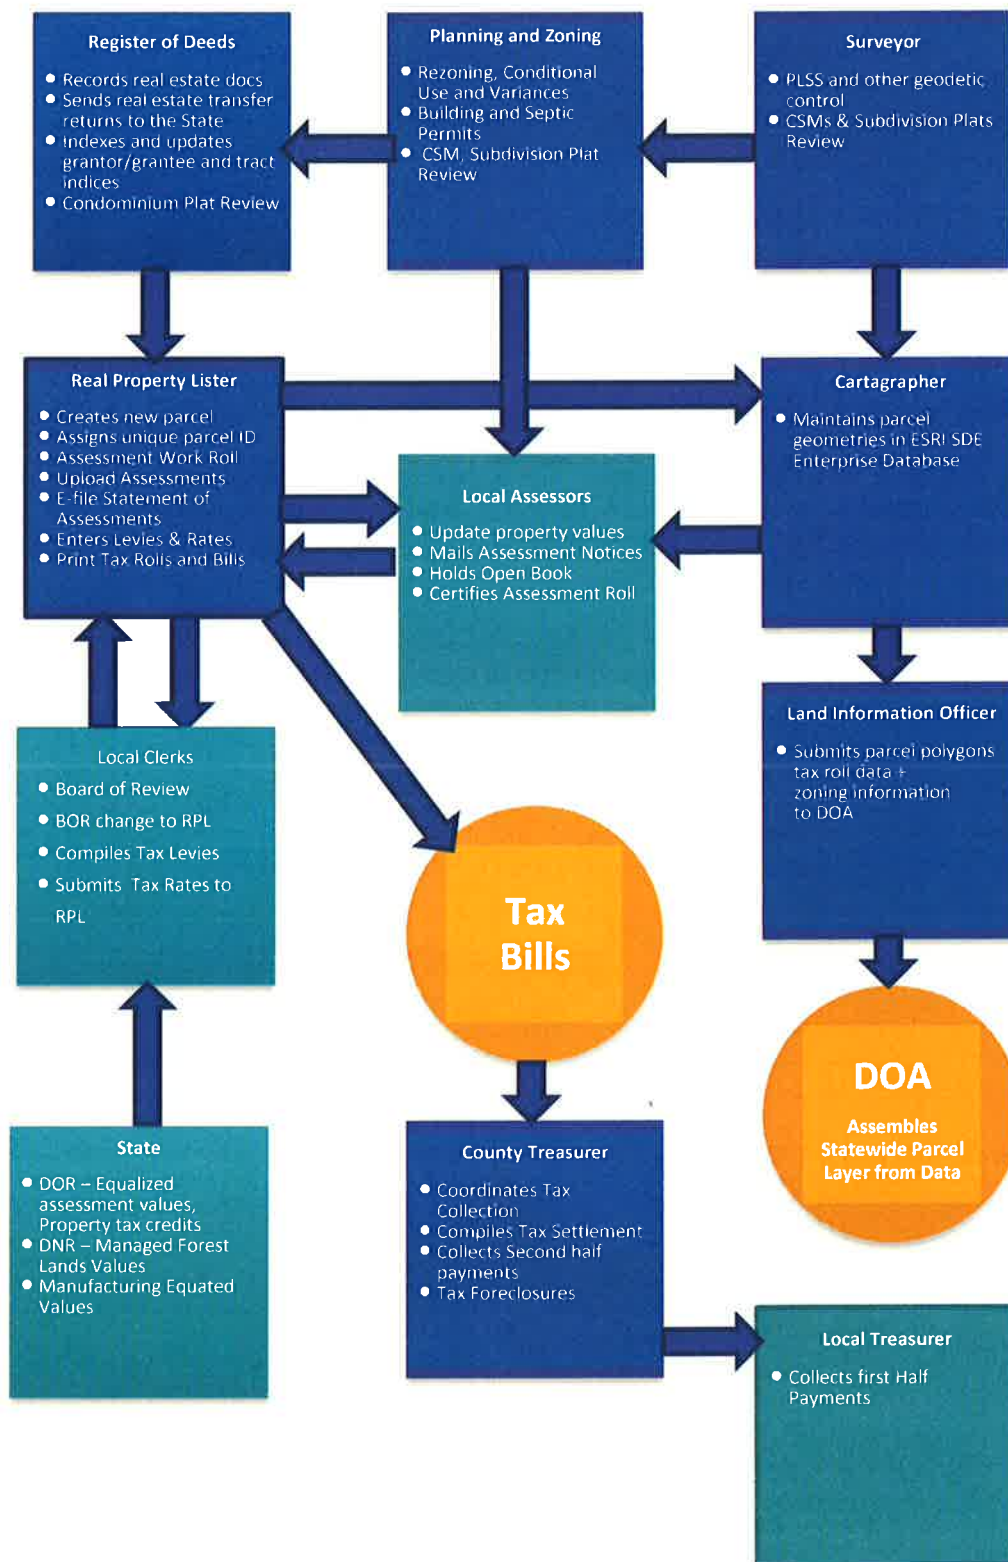 Register of Deeds
● Records real estate docs
● Sends real estate transfer
returns to the State
● Indexes and updates
grantor/grantee and tract
indices
● Condominium Plat Review
Planning and Zoning
● Rezoning, Conditional
Use and Variances
● Building and Septic
Permits
● CSM, Subdivision Plat
Review
Surveyor
● PLSS and other geodetic
control
● CSMs & Subdivision Plats
Review
Real Property Lister
● Creates new parcel
● Assigns unique parcel ID
● Assessment Work Roll
● Upload Assessments
● E-file Statement of
Assessments
● Enters Levies & Rates
● Print Tax Rolls and Bills
Local Assessors
● Update property values
● Mails Assessment Notices
● Holds Open Book
● Certifies Assessment Roll
Cartagrapher
● Maintains parcel
geometries in ESRI SDE
Enterprise Database
Land Information Officer
● Submits parcel polygons
tax roll data +
zoning information
to DOA
Local Clerks
● Board of Review
● BOR change to RPL
● Compiles Tax Levies
● Submits Tax Rates to
RPL
Tax
Bills
DOA
Assembles
Statewide Parcel
Layer from Data
State
● DOR – Equalized
assessment values,
Property tax credits
● DNR – Managed Forest
Lands Values
● Manufacturing Equated
Values
County Treasurer
● Coordinates Tax
Collection
● Compiles Tax Settlement
● Collects Second half
payments
● Tax Foreclosures
Local Treasurer
● Collects first Half
Payments